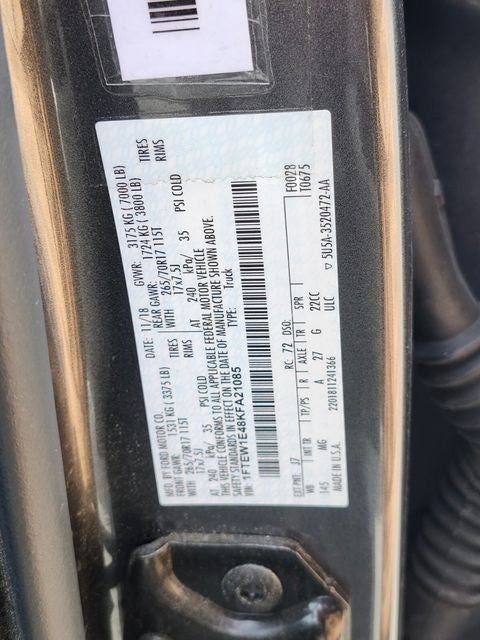 MFD. BY FORD MOTOR CO.
DATE: 11/18 GVWR: 3175 KG ( 7000 LB)
FRONT GAWR: 1531 KG ( 3375 LB) REAR GAWR: 1724 KG ( 3800 LB)
WITH 265/70R17 115T TIRES WITH 265/70R17 115T TIRES
17x7.5J RIMS 17x7.5J RIMS
AT 240 kPa/ 35 PSI COLD AT 240 kPa/ 35 PSI COLD
THIS VEHICLE CONFORMS TO ALL APPLICABLE FEDERAL MOTOR VEHICLE
SAFETY STANDARDS IN EFFECT ON THE DATE OF MANUFACTURE SHOWN ABOVE.
VIN: 1FTEW1E48KFA21085
TYPE: Truck
F0028
T0675
EXT PNT: J7 RC: 72 DSO:
WB INT TR TP/PS R AXLE TR SPR
145 MG A 27 G 22CC
MADE IN U.S.A. 2201811241366 ULC
5U5A-3520472-AA